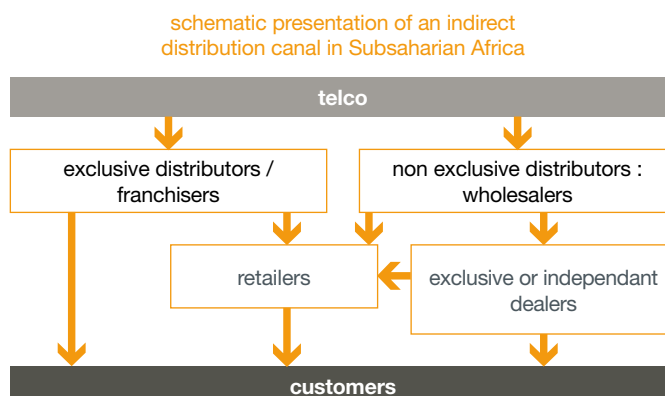 schematic presentation of an indirect
distribution canal in Subsaharian Africa
telco
exclusive distributors /
franchisers
non exclusive distributors :
wholesalers
retailers
exclusive or independant
dealers
customers